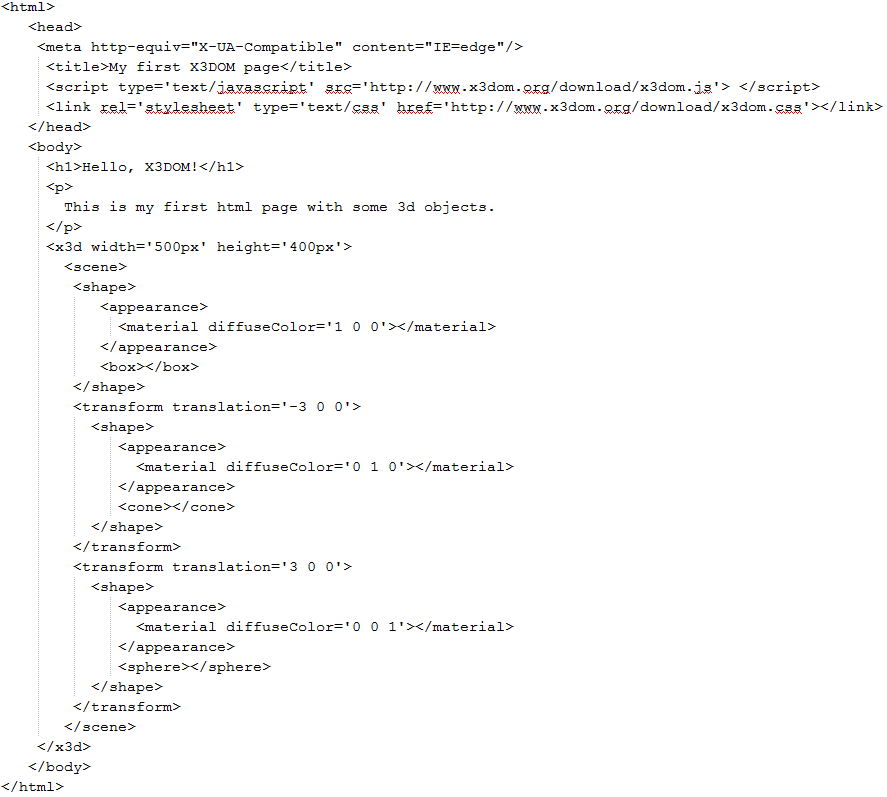 <html>
<head>
<meta http-equiv="X-UA-Compatible" content="IE=edge"/>
<title>My first X3DOM page</title>
<script type='text/javascript' src='http://www.x3dom.org/download/x3dom.js'> </script>
<link rel='stylesheet' type='text/css' href='http://www.x3dom.org/download/x3dom.css'></link>
</head>
<body>
<h1>Hello, X3DOM!</h1>
<p>
This is my first html page with some 3d objects.
</p>
<x3d width='500px' height='400px'>
<scene>
<shape>
<appearance>
<material diffuseColor='1 0 0'></material>
</appearance>
<box></box>
</shape>
<transform translation='-3 0 0'>
<shape>
<appearance>
<material diffuseColor='0 1 0'></material>
</appearance>
<cone></cone>
</shape>
</transform>
<transform translation='3 0 0'>
<shape>
<appearance>
<material diffuseColor='0 0 1'></material>
</appearance>
<sphere></sphere>
</shape>
</transform>
</scene>
</x3d>
</body>
</html>